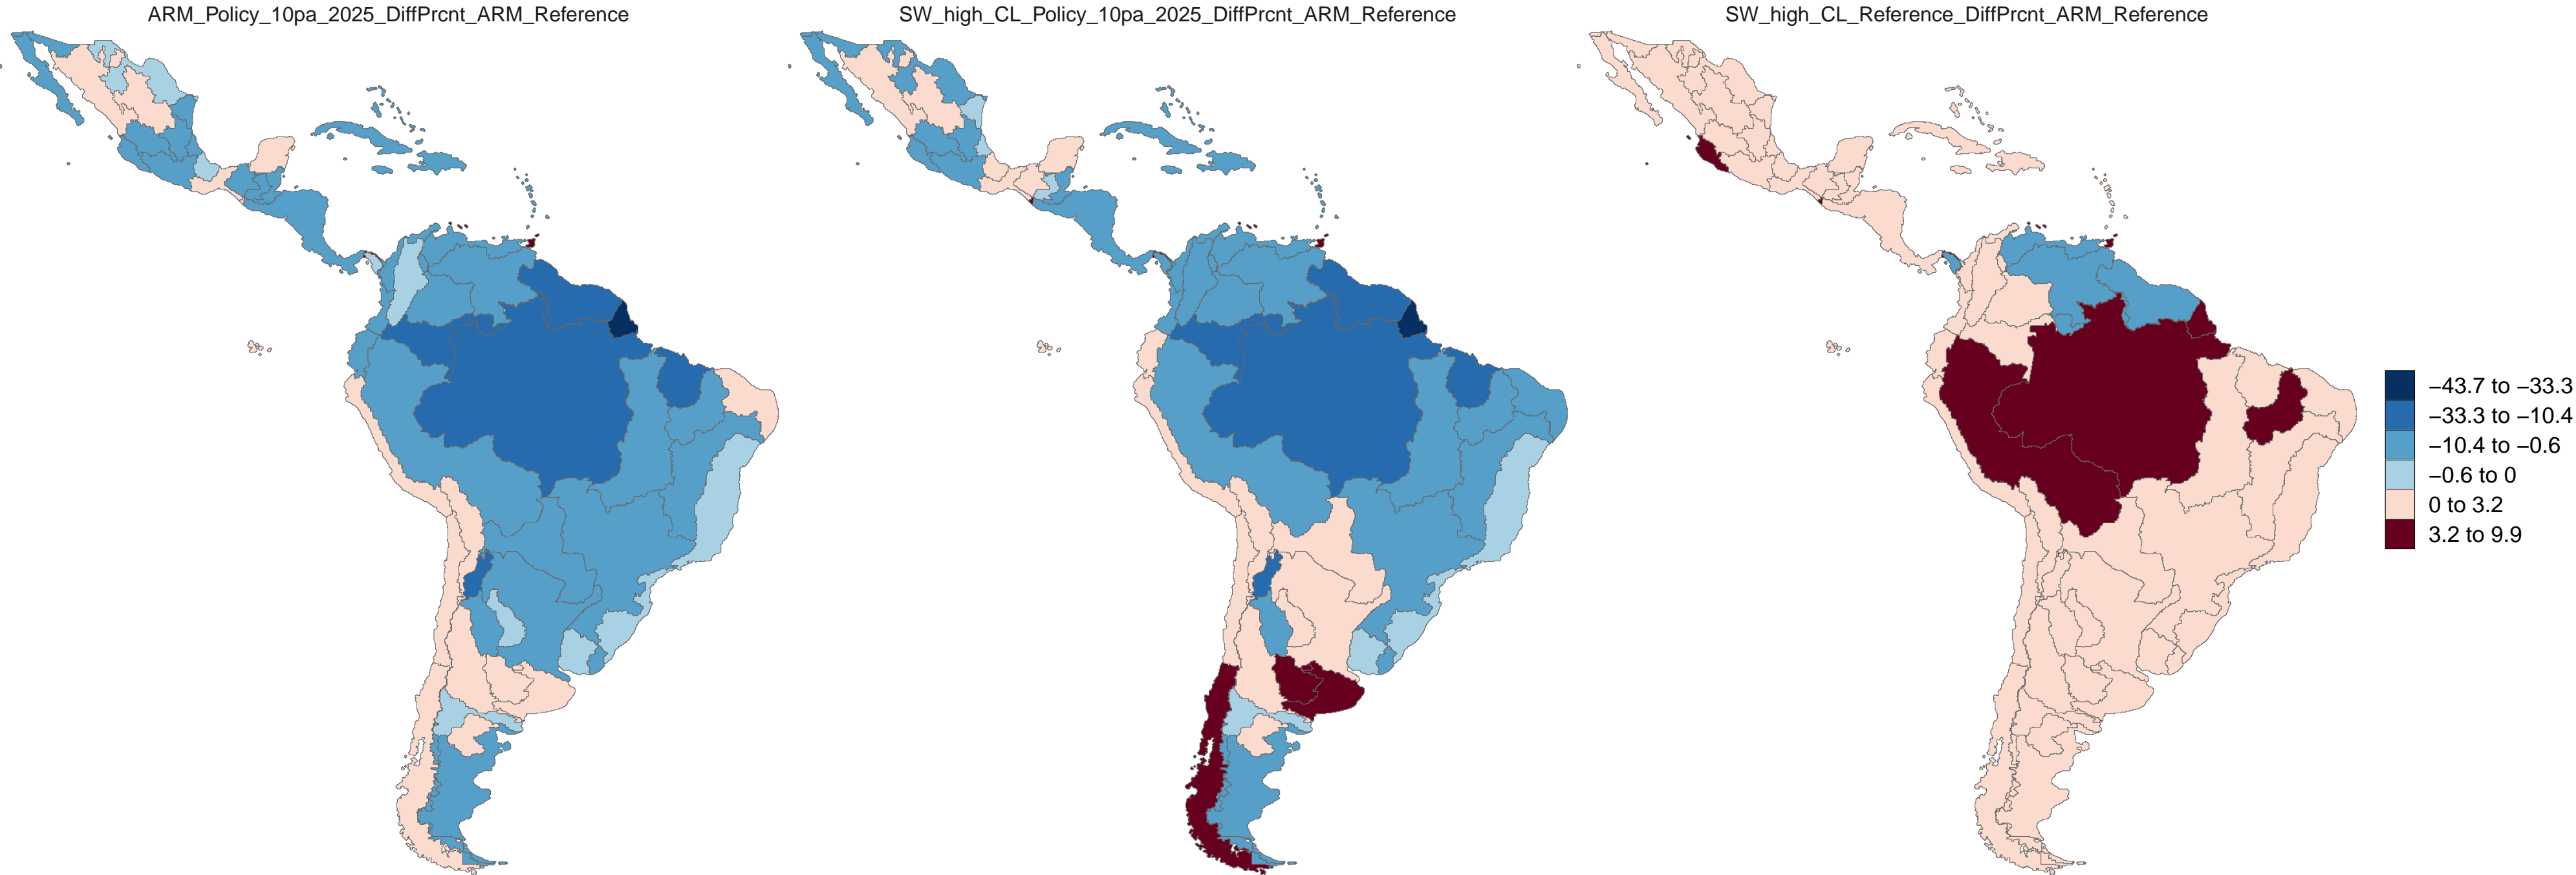 ARM_Policy_10pa_2025_DiffPrcnt_ARM_Reference
SW_high_CL_Policy_10pa_2025_DiffPrcnt_ARM_Reference
SW_high_CL_Reference_DiffPrcnt_ARM_Reference
−43.7 to −33.3
−33.3 to −10.4
−10.4 to −0.6
−0.6 to 0
0 to 3.2
3.2 to 9.9